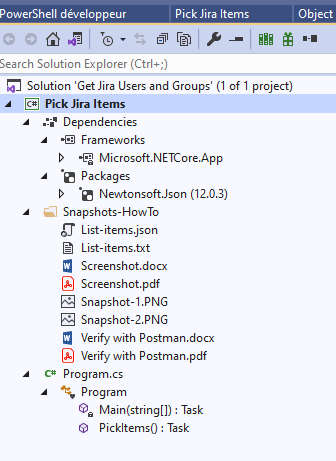 PowerShell développeur Pick Jira Items Object
Search Solution Explorer (Ctrl+;)
Solution 'Get Jira Users and Groups' (1 of 1 project)
C# Pick Jira Items
Dependencies
Frameworks
Microsoft.NETCore.App
Packages
Newtonsoft.Json (12.0.3)
Snapshots-HowTo
List-items.json
List-items.txt
Screenshot.docx
Screenshot.pdf
Snapshot-1.PNG
Snapshot-2.PNG
Verify with Postman.docx
Verify with Postman.pdf
C# Program.cs
Program
Main(string[]) : Task
PickItems() : Task